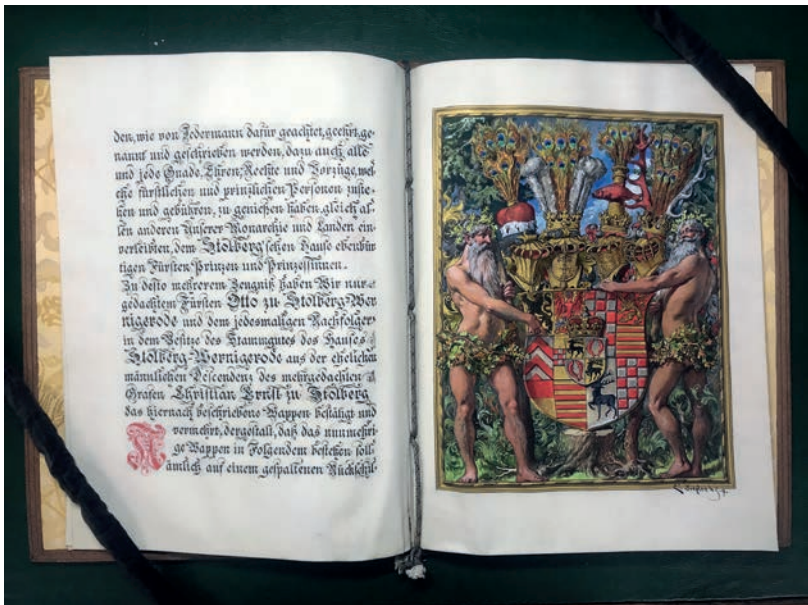 den, wie von Jedermann dafür geachtet, geehrt, ge-
nannt und geschrieben werden, dazu auch alle
und jede Gnade, Ehren, Rechte und Vorzüge, wel-
che fürstlichen und prinzlichen Personen zuste-
hen und gebühren, zu genießen haben, gleich al-
len anderen Unserer Monarchie und Landen ein-
verleibten, dem Stolberg'schen Hause ebenbür
tigen Fürsten Prinzen und Prinzessinnen.
Zu desto mehrerem Zeugniß haben Wir nur-
gedachtem Fürsten Otto zu Stolberg-Wer
nigerode und dem jedesmaligen Nachfolger
in dem Besitze des Stammgutes des Hauses
Stolberg-Wernigerode aus der ehelichen
männlichen Descendenz des mehrgedachten
Grafen Christian Ernst zu Stolberg
das hiernach beschriebene Wappen bestätigt und
vermehrt, dergestalt, daß das nunmehri-
ge Wappen in Folgendem bestehen soll:
Nämlich auf einem gespaltenen Rückschil-